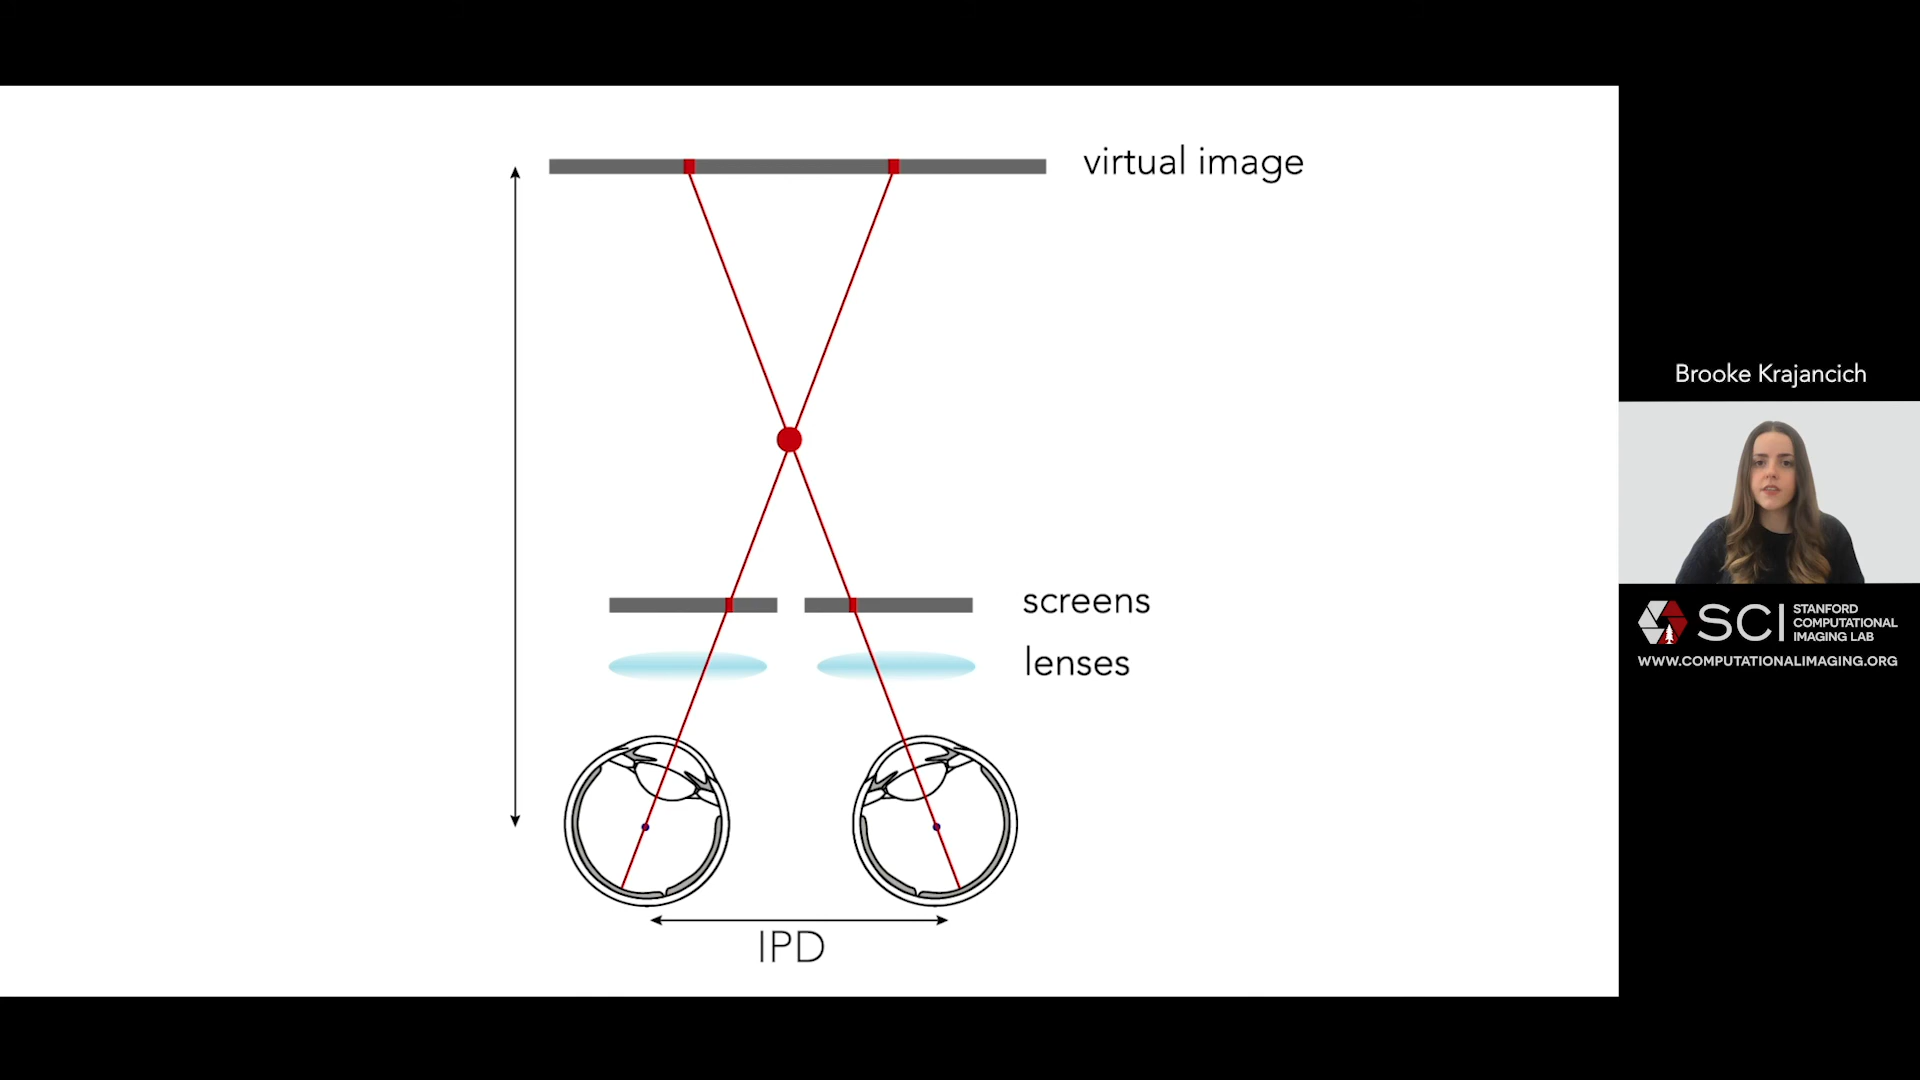 virtual image
screens
lenses
IPD
Brooke Krajancich
SCI
STANFORD
COMPUTATIONAL
IMAGING LAB
WWW.COMPUTATIONALIMAGING.ORG